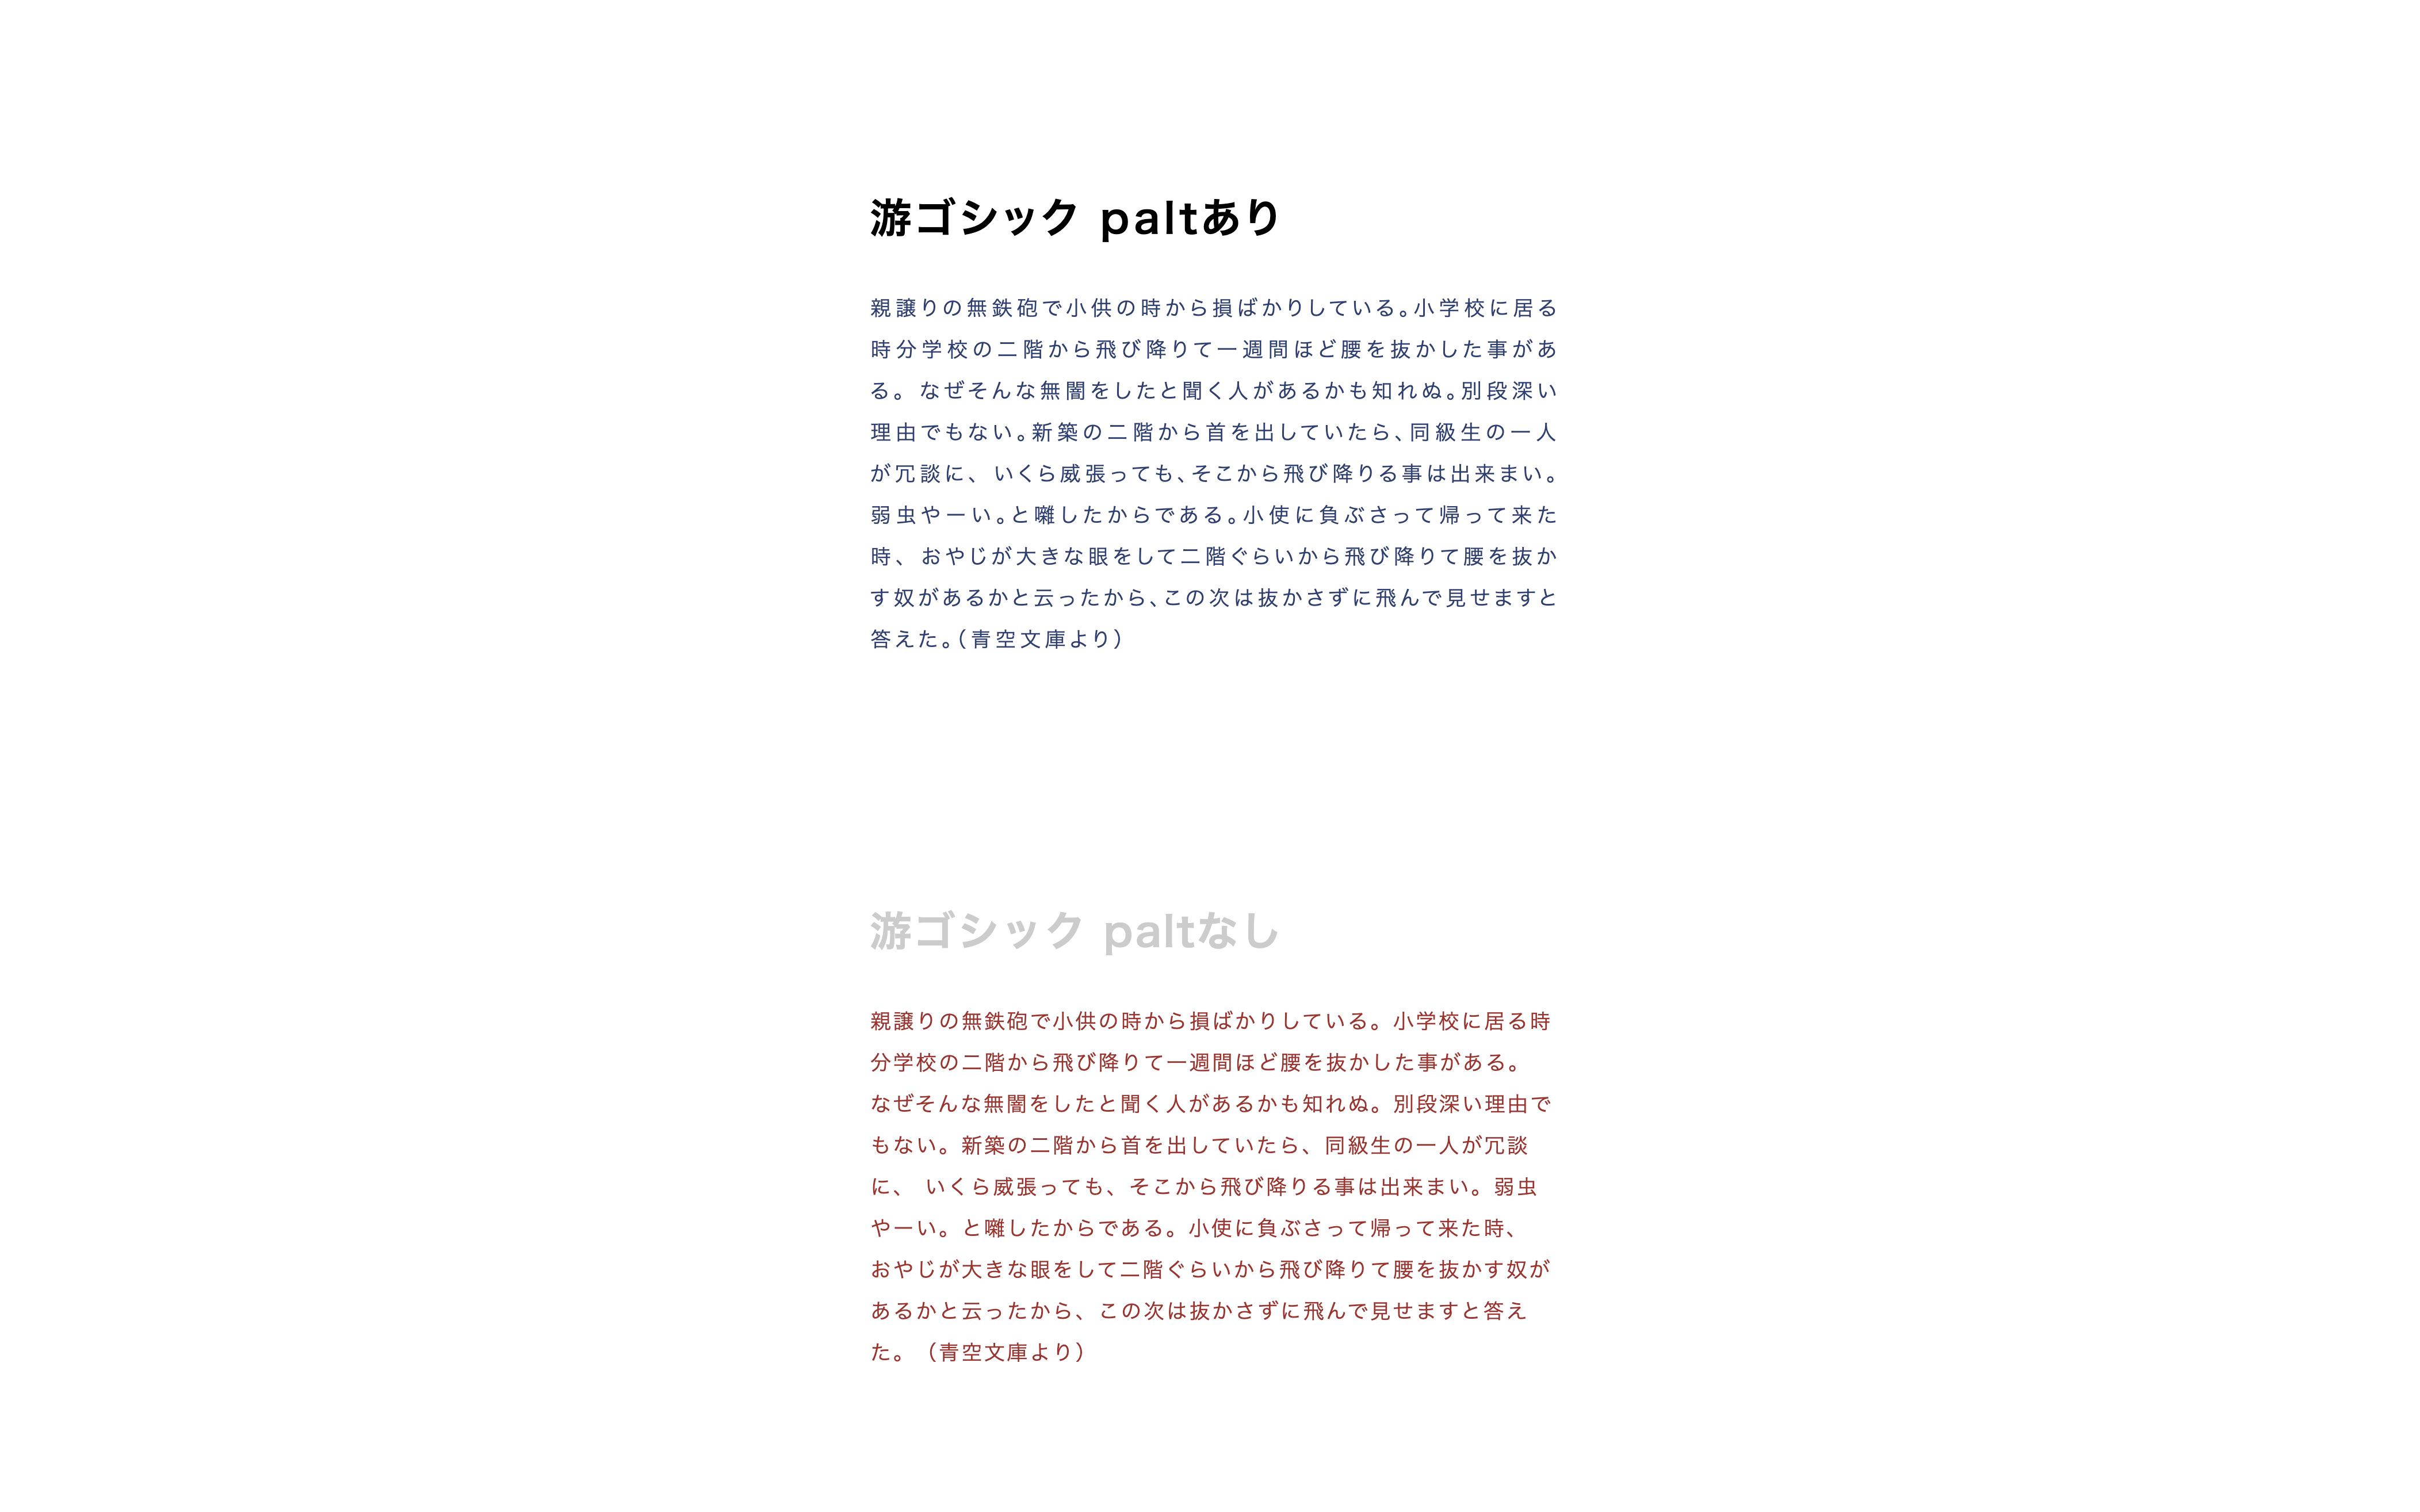 游ゴシック paltあり
親譲りの無鉄砲で小供の時から損ばかりしている。小学校に居る
時分学校の二階から飛び降りて一週間ほど腰を抜かした事があ
る。 なぜそんな無闇をしたと聞く人があるかも知れぬ。別段深い
理由でもない。新築の二階から首を出していたら、同級生の一人
が冗談に、 いくら威張っても、そこから飛び降りる事は出来まい。
弱虫やーい。と囃したからである。小使に負ぶさって帰って来た
時、 おやじが大きな眼をして二階ぐらいから飛び降りて腰を抜か
す奴があるかと云ったから、この次は抜かさずに飛んで見せますと
答えた。（青空文庫より）
游ゴシック paltなし
親譲りの無鉄砲で小供の時から損ばかりしている。小学校に居る時
分学校の二階から飛び降りて一週間ほど腰を抜かした事がある。
なぜそんな無闇をしたと聞く人があるかも知れぬ。別段深い理由で
もない。新築の二階から首を出していたら、同級生の一人が冗談
に、 いくら威張っても、そこから飛び降りる事は出来まい。弱虫
やーい。と囃したからである。小使に負ぶさって帰って来た時、
おやじが大きな眼をして二階ぐらいから飛び降りて腰を抜かす奴が
あるかと云ったから、この次は抜かさずに飛んで見せますと答え
た。（青空文庫より）